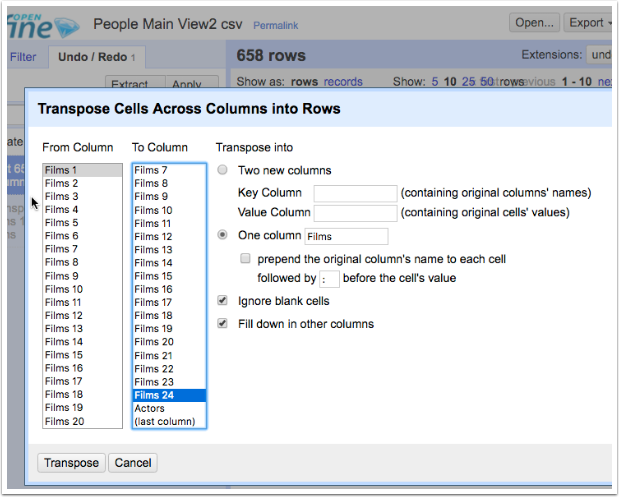 OPEN
fine
People Main View2 csv
Permalink
Open...
Export
Filter
Undo / Redo 1
658 rows
Extensions:
Extract
Apply
Show as: rows records
Show: 5 10 25 50 rows
1 - 10
Transpose Cells Across Columns into Rows
From Column
To Column
Transpose into
Films 1
Films 2
Films 3
Films 4
Films 5
Films 6
Films 7
Films 8
Films 9
Films 10
Films 11
Films 12
Films 13
Films 14
Films 15
Films 16
Films 17
Films 18
Films 19
Films 20
Films 7
Films 8
Films 9
Films 10
Films 11
Films 12
Films 13
Films 14
Films 15
Films 16
Films 17
Films 18
Films 19
Films 20
Films 21
Films 22
Films 23
Films 24
Actors
(last column)
Two new columns
Key Column (containing original columns' names)
Value Column (containing original cells' values)
One column Films
prepend the original column's name to each cell
followed by : before the cell's value
Ignore blank cells
Fill down in other columns
Transpose
Cancel